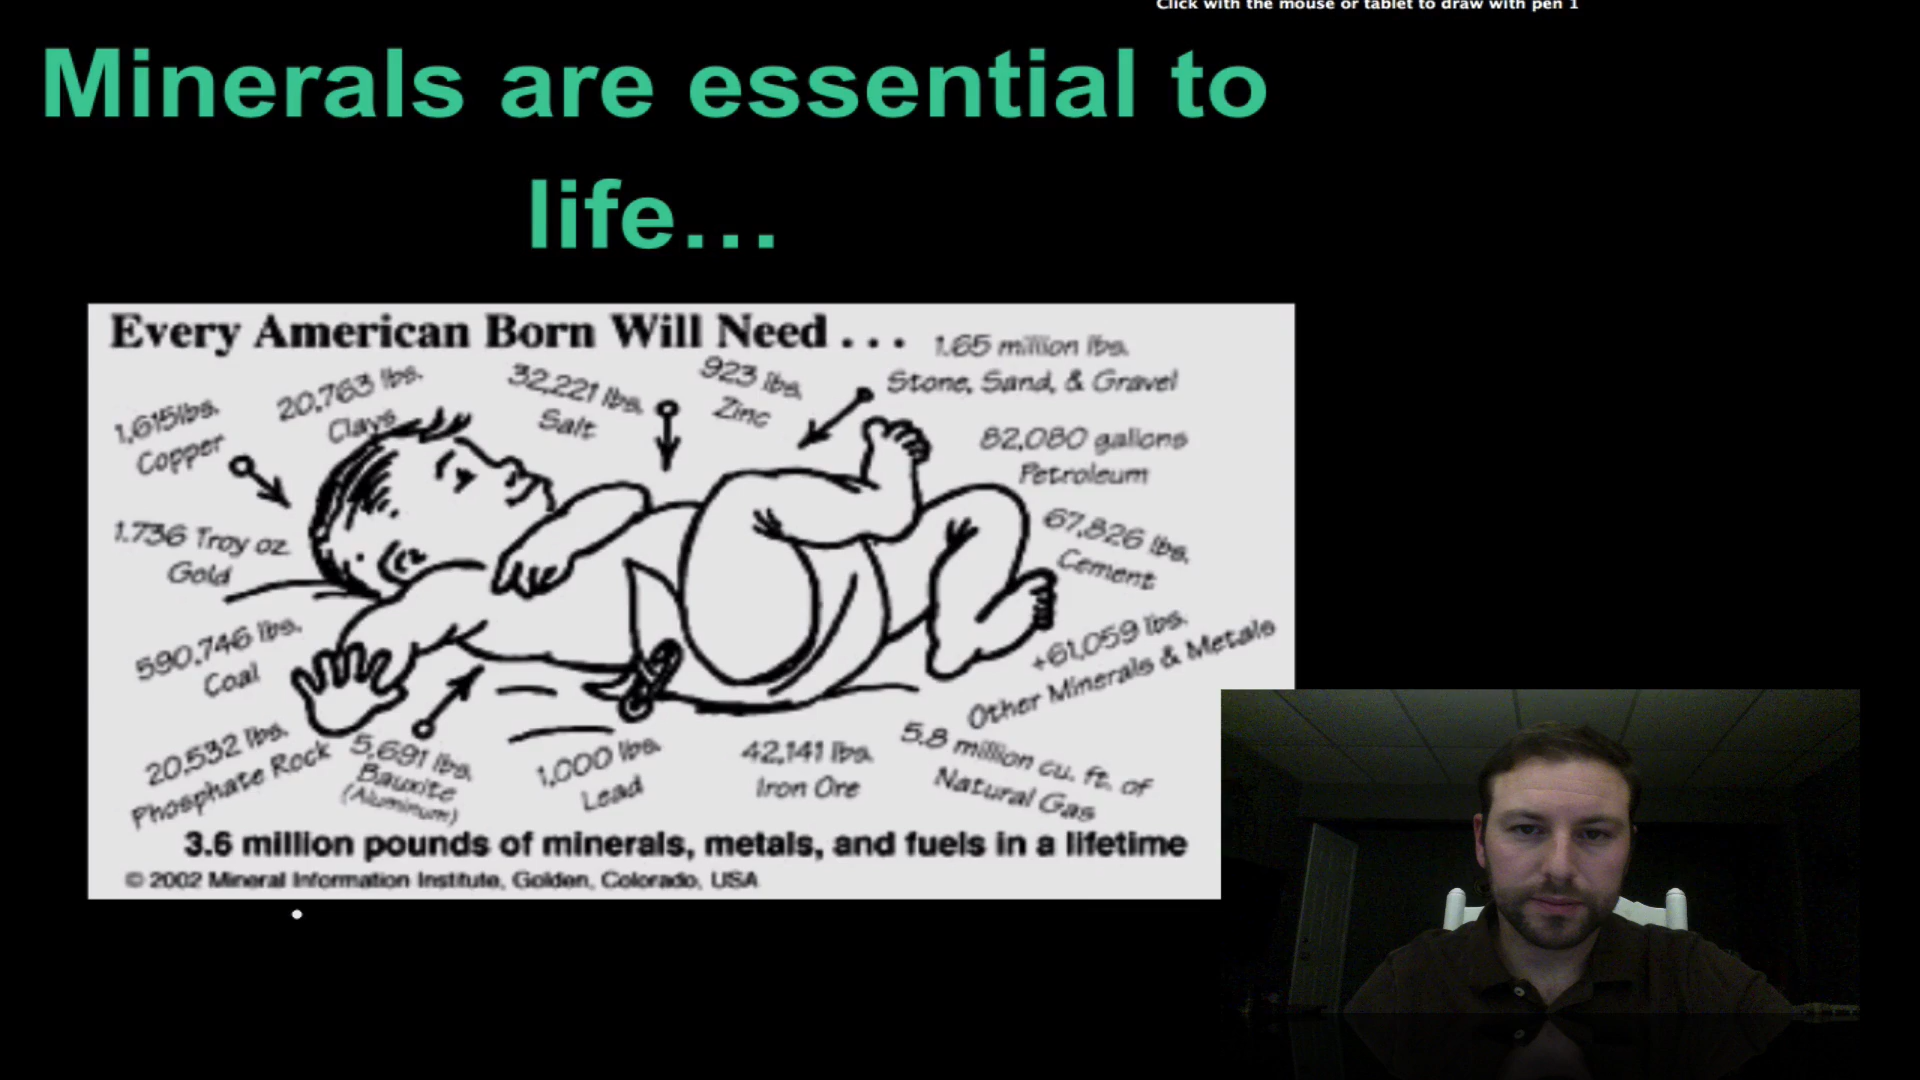 Click with the mouse or tablet to draw with pen 1
Minerals are essential to
life...
Every American Born Will Need . . .
1.65 million lbs.
Stone, Sand, & Gravel
923 lbs.
Zinc
32,221 lbs.
Salt
20,763 lbs.
Clays
1,615lbs.
Copper
82,080 gallons
Petroleum
1.736 Troy oz.
Gold
67,826 lbs.
Cement
590,746 lbs.
Coal
+61,059 lbs.
Other Minerals & Metals
20,532 lbs.
Phosphate Rock
5,691 lbs.
Bauxite
(Aluminum)
1,000 lbs.
Lead
42,141 lbs.
Iron Ore
5.8 million cu. ft. of
Natural Gas
3.6 million pounds of minerals, metals, and fuels in a lifetime
© 2002 Mineral Information Institute, Golden, Colorado, USA